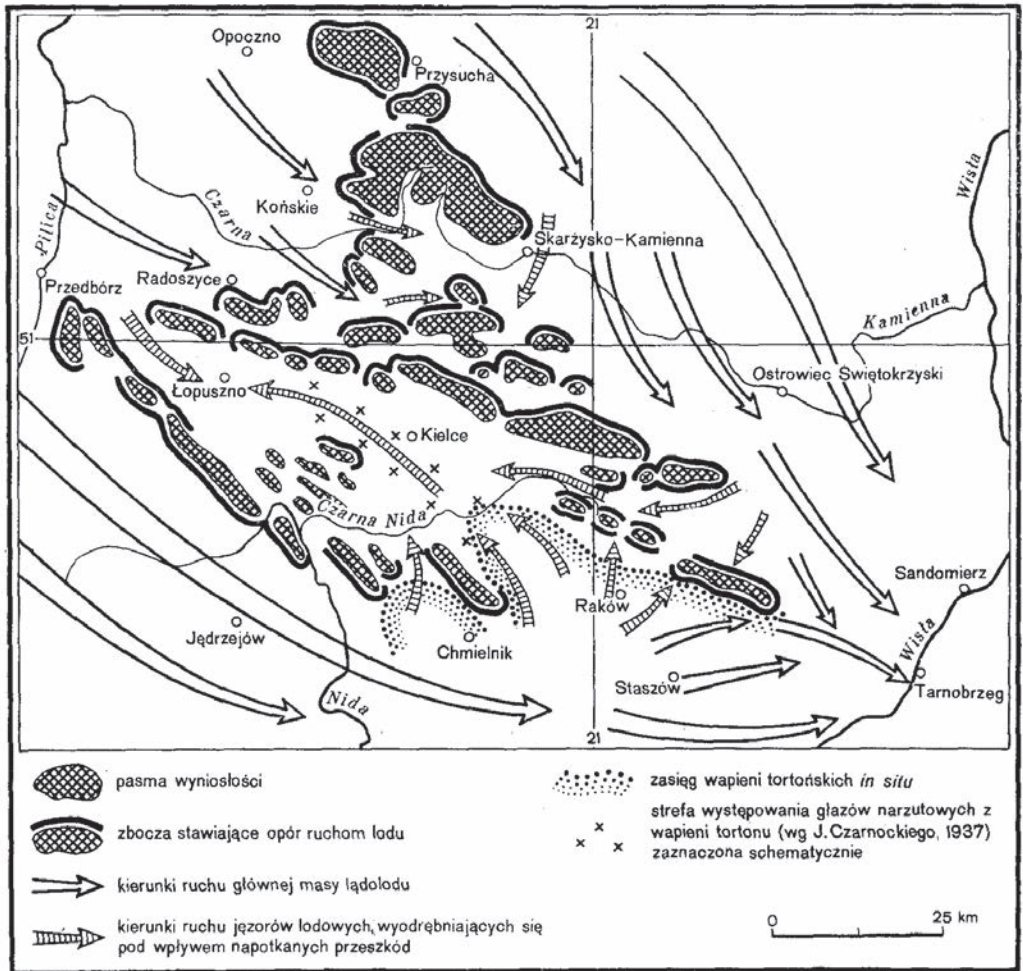 21
Opoczno
Przysucha
Końskie
Czarna
Wisła
Pilica
Skarżysko-Kamienna
Przedbórz
Radoszyce
Kamienna
51
Łopuszno
Ostrowiec Świętokrzyski
Kielce
Czarna Nida
Sandomierz
Raków
Jędrzejów
Chmielnik
Wisła
Staszów
Tarnobrzeg
Nida
21
pasma wyniosłości
zbocza stawiające opór ruchom lodu
kierunki ruchu głównej masy lądolodu
kierunki ruchu jęzorów lodowych, wyodrębniających się
pod wpływem napotkanych przeszkód
zasięg wapieni tortońskich in situ
strefa występowania głazów narzutowych z
wapieni tortonu (wg J. Czarnockiego, 1937)
zaznaczona schematycznie
0 25 km